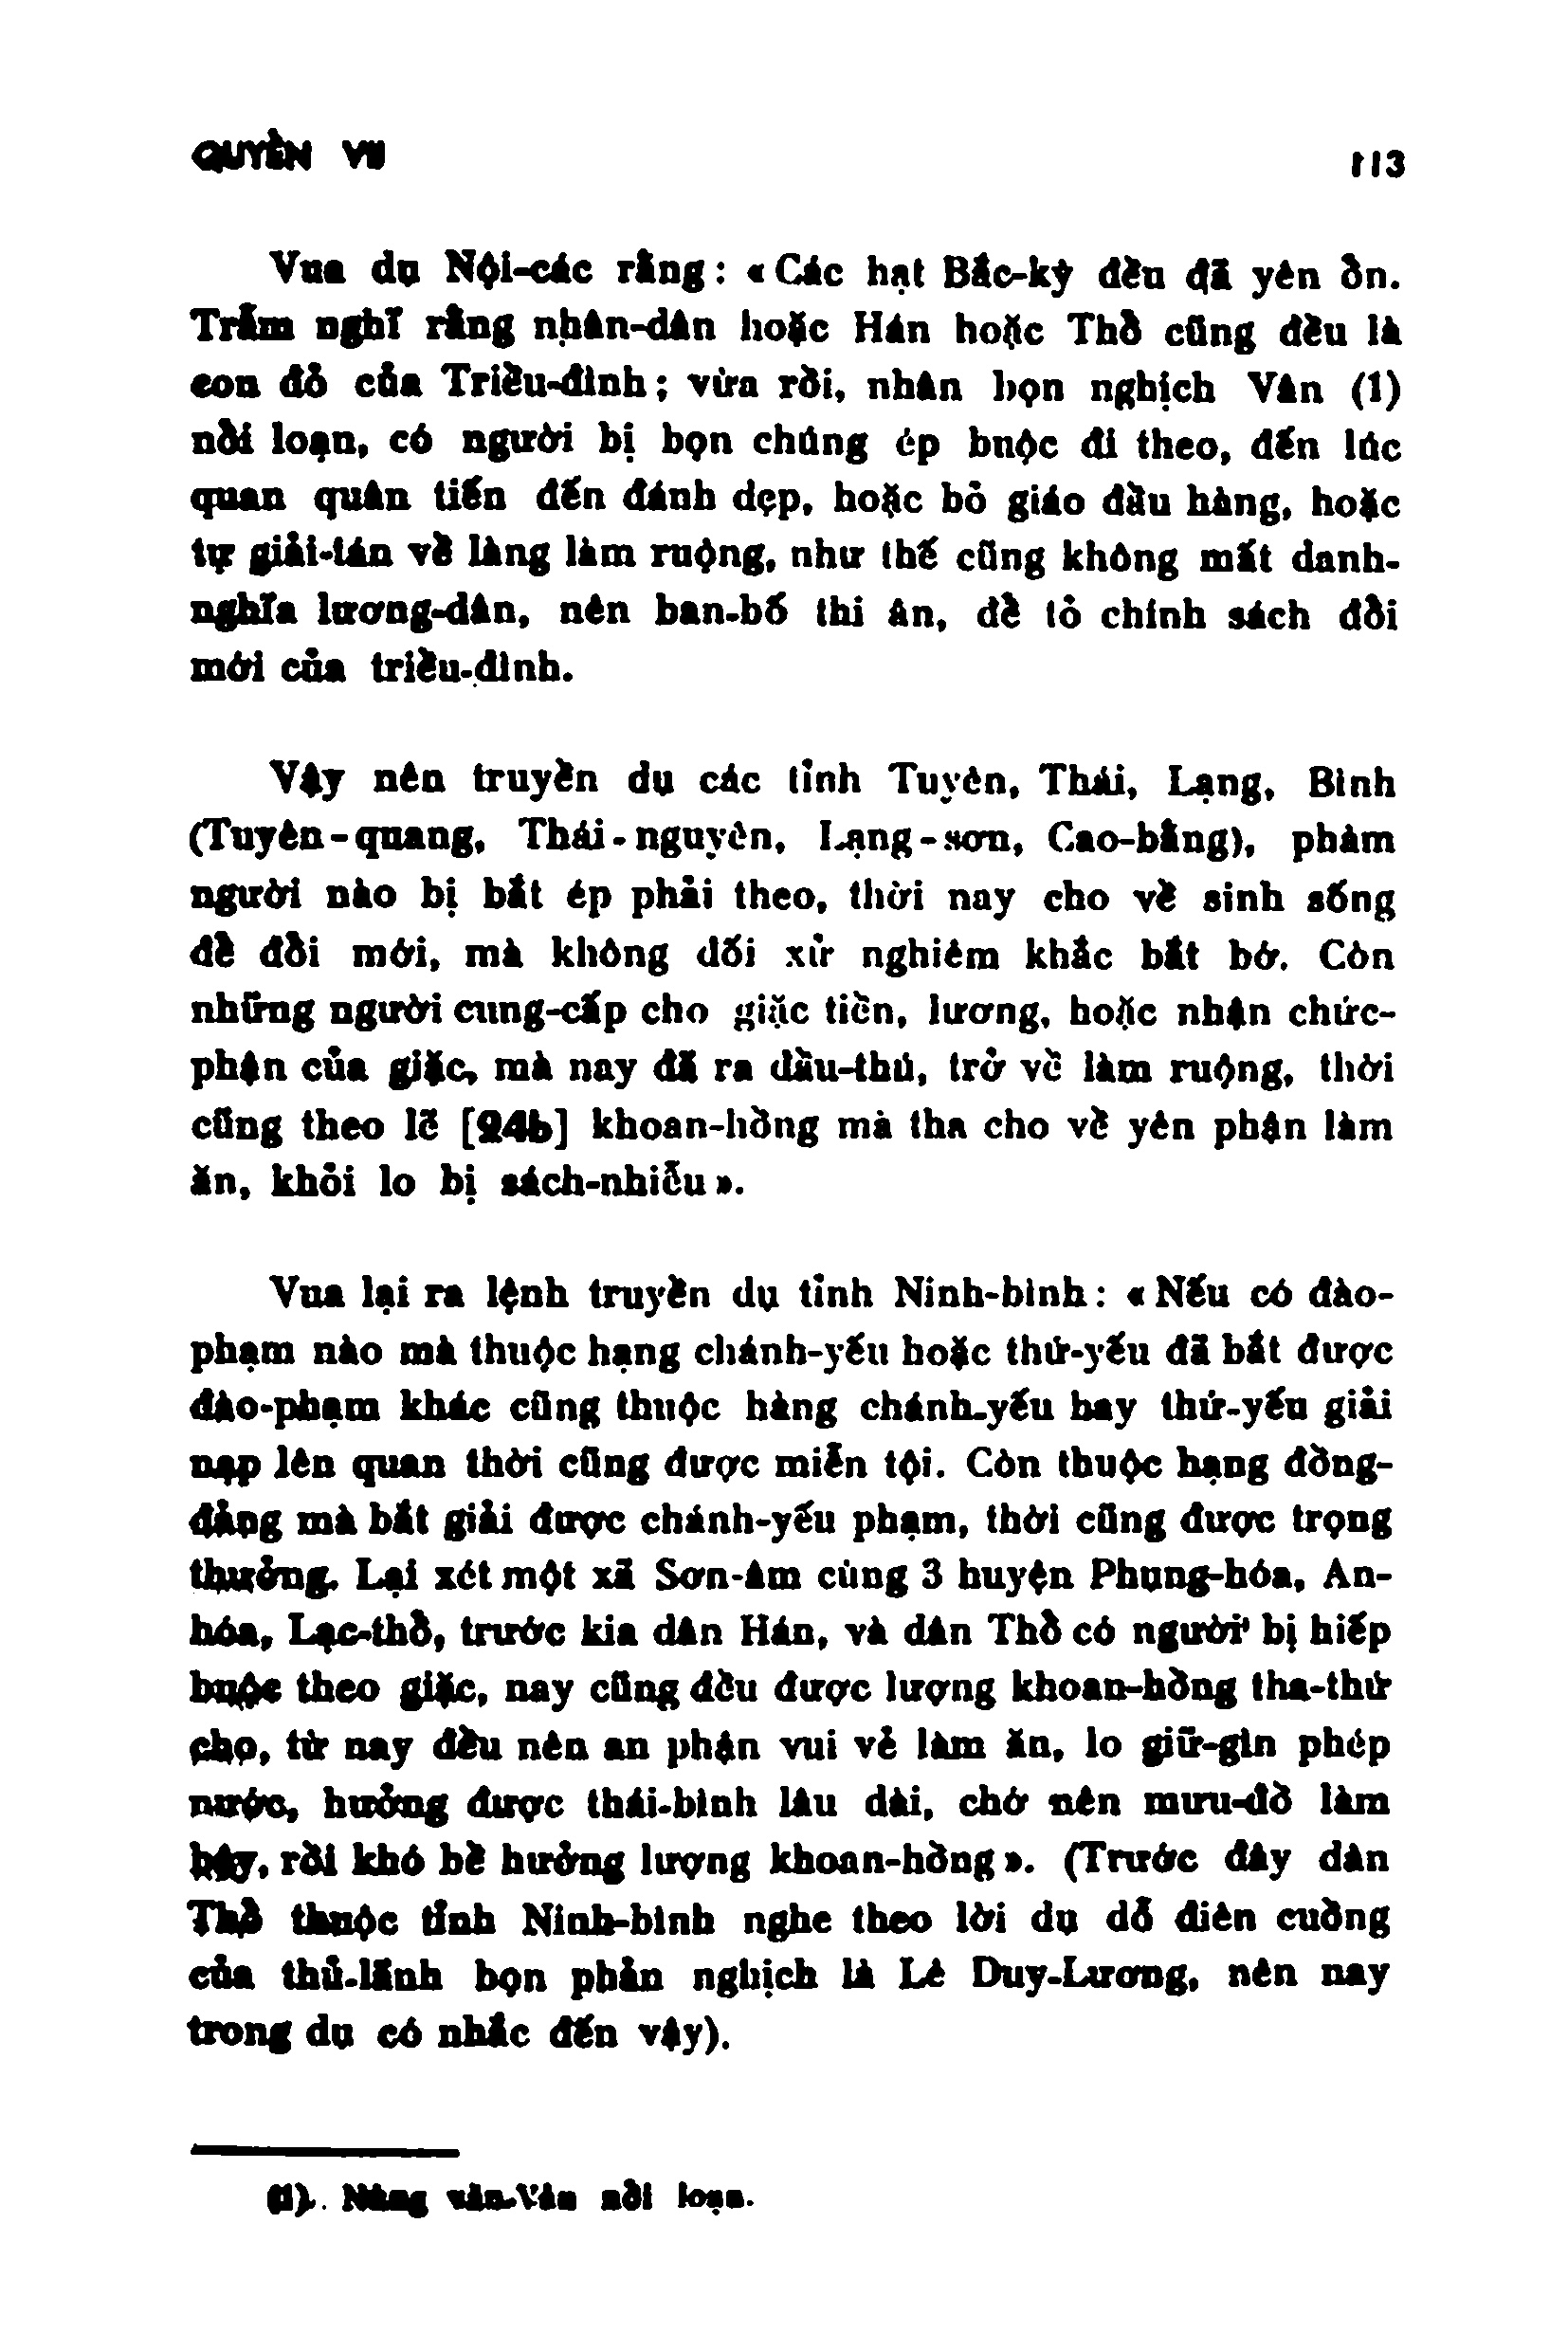 QUYỂN VII 113
Vua dụ Nội-các rằng : « Các hạt Bắc-kỳ đều đã yên ổn.
Trẫm nghĩ rằng nhân-dân hoặc Hán hoặc Thổ cũng đều là
con đỏ của Triều-đình ; vừa rồi, nhân bọn nghịch Vân (1)
nổi loạn, có người bị bọn chúng ép buộc đi theo, đến lúc
quan quân tiến đến đánh dẹp, hoặc bỏ giáo đầu hàng, hoặc
tự giải-tán về làng làm ruộng, như thế cũng không mất danh-
nghĩa lương-dân, nên ban-bố thi ân, để tỏ chính sách đổi
mới của triều-đình.
Vậy nên truyền dụ các tỉnh Tuyên, Thái, Lạng, Bình
(Tuyên - quang, Thái - nguyên, Lạng - sơn, Cao-bằng), phàm
người nào bị bắt ép phải theo, thời nay cho về sinh sống
để đổi mới, mà không đối xử nghiêm khắc bắt bớ. Còn
những người cung-cấp cho giặc tiền, lương, hoặc nhận chức-
phận của giặc, mà nay đã ra đầu-thú, trở về làm ruộng, thời
cũng theo lẽ [24b] khoan-hồng mà tha cho về yên phận làm
ăn, khỏi lo bị sách-nhiễu ».
Vua lại ra lệnh truyền dụ tỉnh Ninh-bình : « Nếu có đào-
phạm nào mà thuộc hạng chánh-yếu hoặc thứ-yếu đã bắt được
đào-phạm khác cũng thuộc hàng chánh-yếu hay thứ-yếu giải
nạp lên quan thời cũng được miễn tội. Còn thuộc hạng đồng-
đảng mà bắt giải được chánh-yếu phạm, thời cũng được trọng
thưởng. Lại xét một xã Sơn-âm cùng 3 huyện Phụng-hóa, An-
hóa, Lạc-thổ, trước kia dân Hán, và dân Thổ có người bị hiếp
buộc theo giặc, nay cũng đều được lượng khoan-hồng tha-thứ
cho, từ nay đều nên an phận vui vẻ làm ăn, lo giữ-gìn phép
nước, hưởng được thái-bình lâu dài, chớ nên mưu-đồ làm
bậy, rồi khó bề hưởng lượng khoan-hồng ». (Trước đây dân
Thổ thuộc tỉnh Ninh-bình nghe theo lời dụ dỗ điên cuồng
của thủ-lãnh bọn phản nghịch là Lê Duy-Lương, nên nay
trong dụ có nhắc đến vậy).
(1). Nùng văn-Vân nổi loạn.